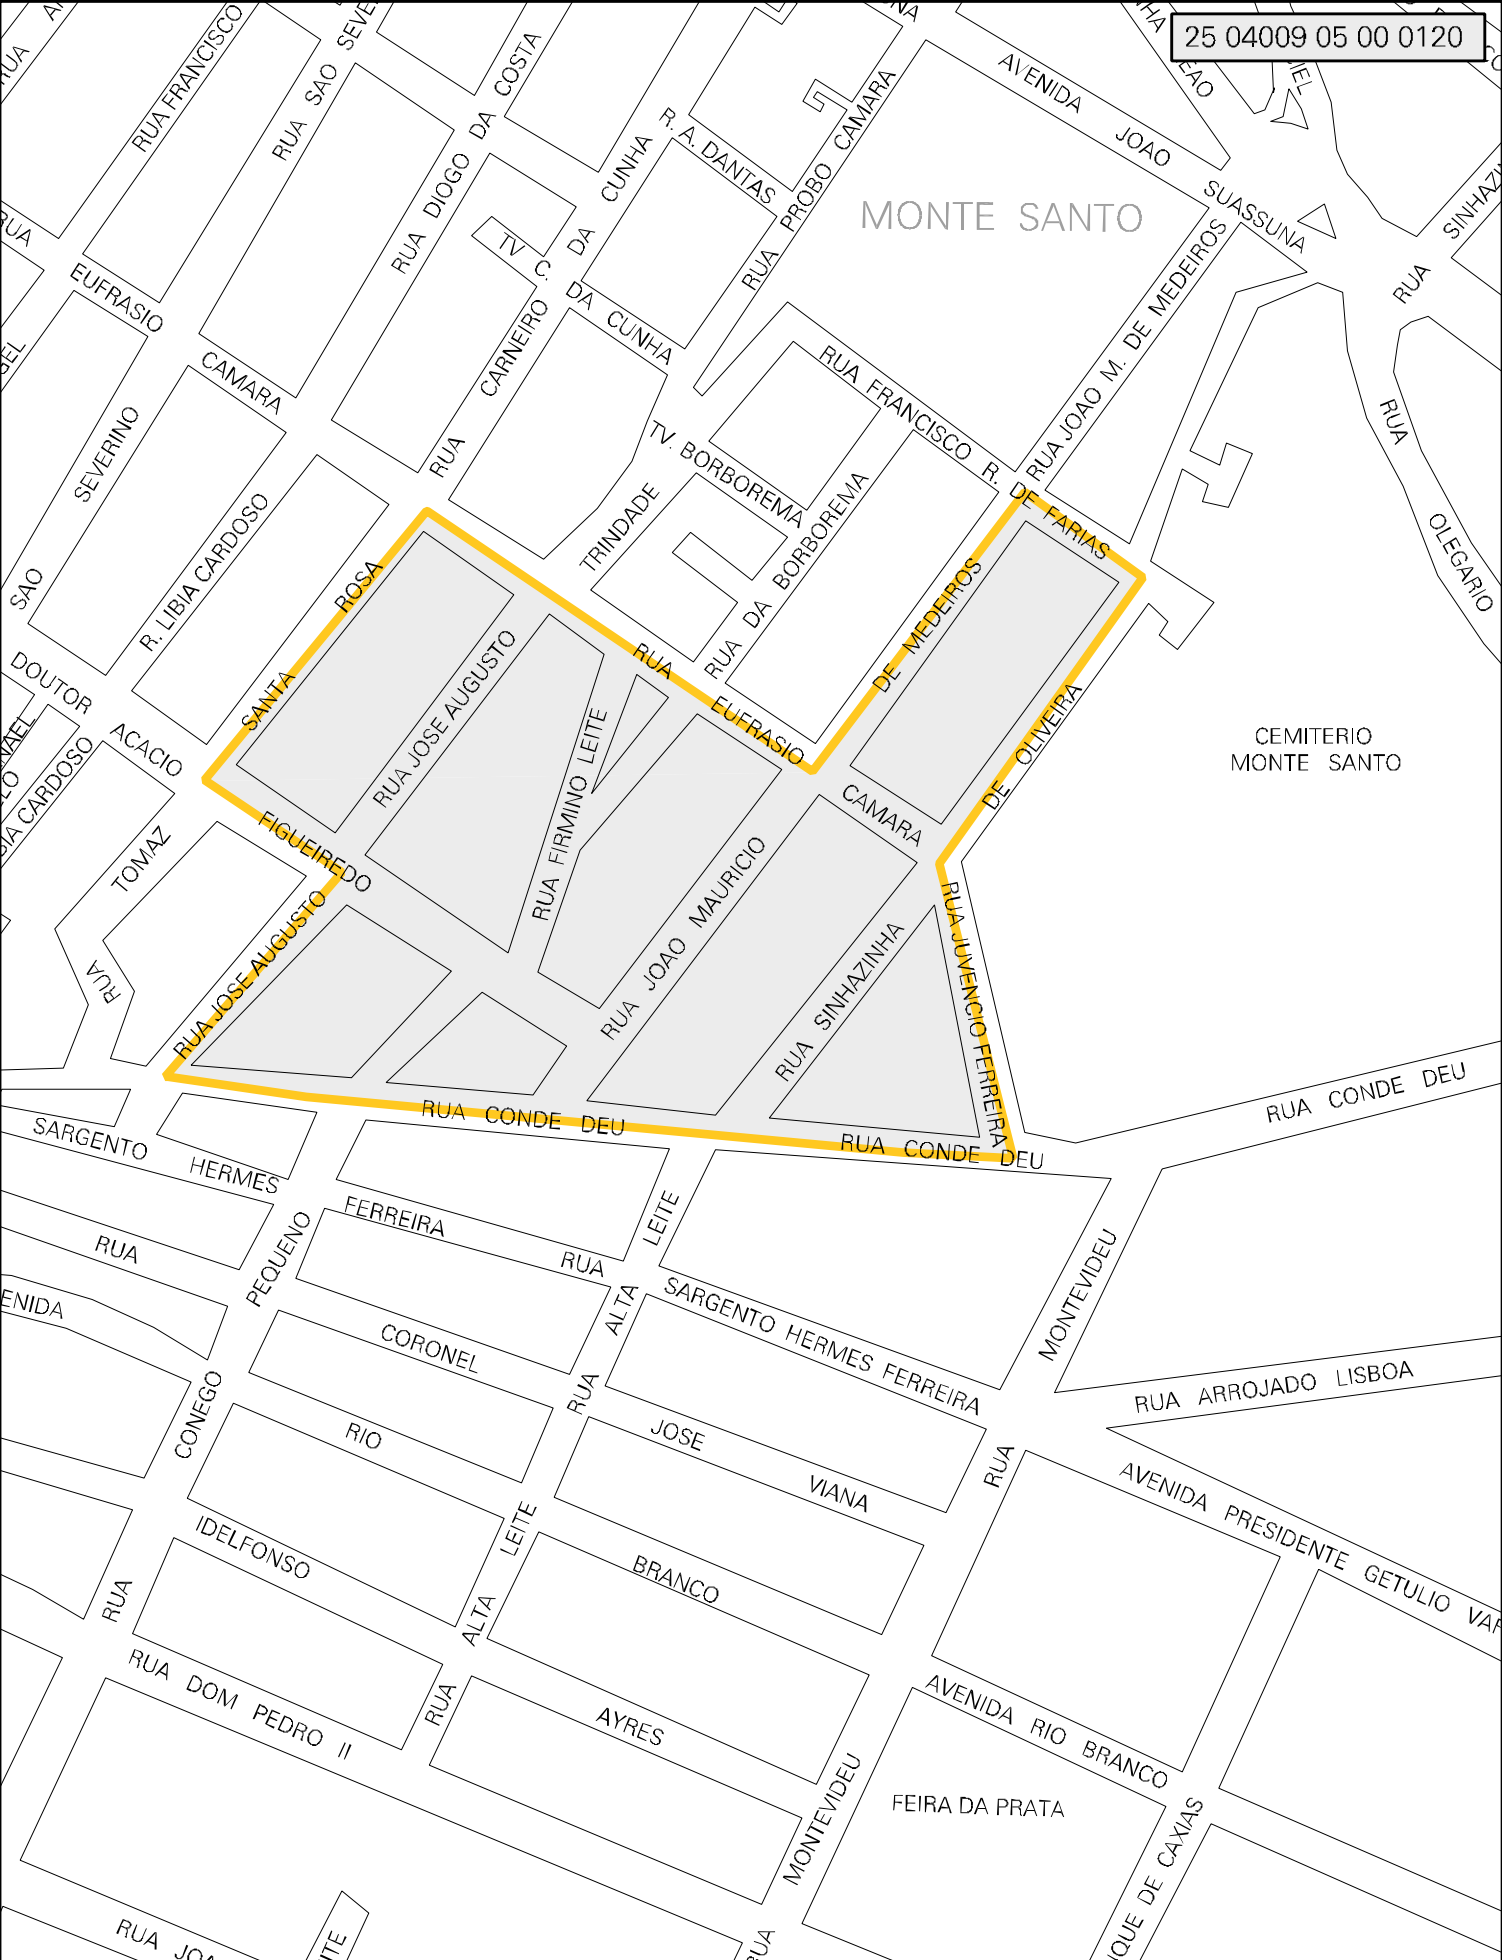 25 04009 05 00 0120
RUA FRANCISCO
RUA SAO
RUA DIOGO DA COSTA
AVENIDA JOAO SUASSUNA
R. A. DANTAS
RUA PROBO CAMARA
MONTE SANTO
RUA
EUFRASIO CAMARA
TV C. DA CUNHA
RUA CARNEIRO DA CUNHA
RUA JOAO M. DE MEDEIROS
RUA FRANCISCO R. DE FARIAS
RUA OLEGARIO
SAO SEVERINO
R. LIBIA CARDOSO
TV. BORBOREMA
TRINDADE
RUA DA BORBOREMA
SANTA ROSA
RUA JOSE AUGUSTO
RUA FIRMINO LEITE
RUA EUFRASIO CAMARA
DE MEDEIROS
DE OLIVEIRA
CEMITERIO
MONTE SANTO
DOUTOR ACACIO FIGUEIREDO
RUA TOMAZ
RUA JOSE AUGUSTO
RUA JOAO MAURICIO
RUA SINHAZINHA
RUA JUVENCIO FERREIRA
RUA CONDE DEU
RUA CONDE DEU
RUA CONDE DEU
SARGENTO HERMES FERREIRA
RUA SARGENTO HERMES FERREIRA
RUA CORONEL JOSE VIANA
RUA CONEGO PEQUENO
RUA ALTA LEITE
RUA ALTA LEITE
RUA MONTEVIDEU
RUA ARROJADO LISBOA
AVENIDA PRESIDENTE GETULIO
RIO BRANCO
IDELFONSO AYRES
RUA DOM PEDRO II
AVENIDA RIO BRANCO
FEIRA DA PRATA
MONTEVIDEU
DE CAXIAS
RUA